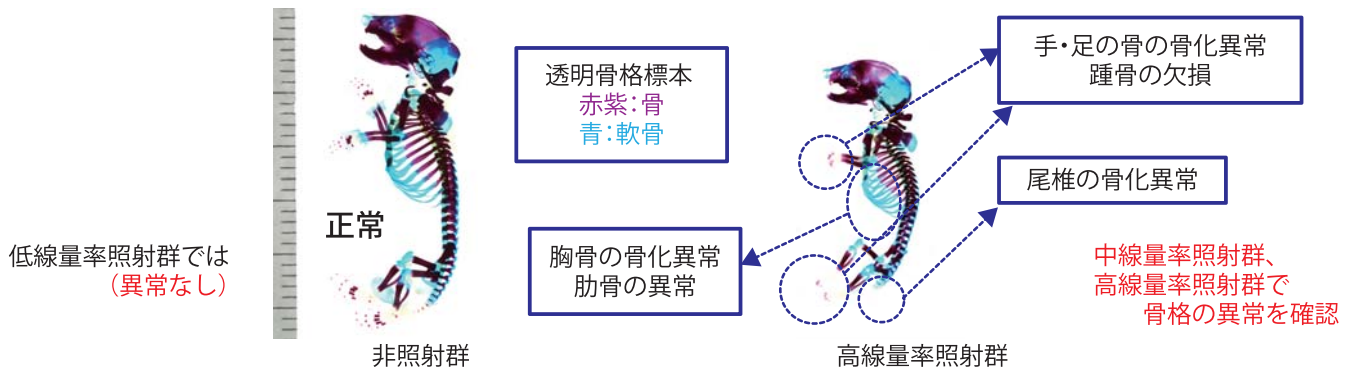 低線量率照射群では
（異常なし）
正常
非照射群
透明骨格標本
赤紫：骨
青：軟骨
胸骨の骨化異常
肋骨の異常
手・足の骨の骨化異常
踵骨の欠損
尾椎の骨化異常
高線量率照射群
中線量率照射群、
高線量率照射群で
骨格の異常を確認